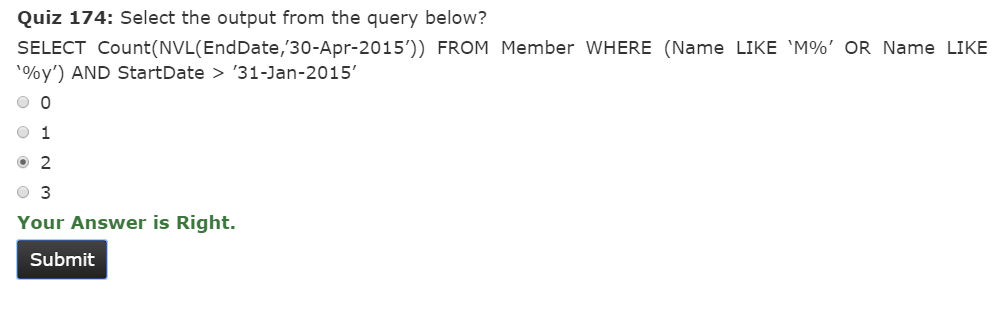 Quiz 174: Select the output from the query below?
SELECT Count(NVL(EndDate,’30-Apr-2015’)) FROM Member WHERE (Name LIKE ‘M%’ OR Name LIKE
‘%y’) AND StartDate > ’31-Jan-2015’
0
1
2
3
Your Answer is Right.
Submit